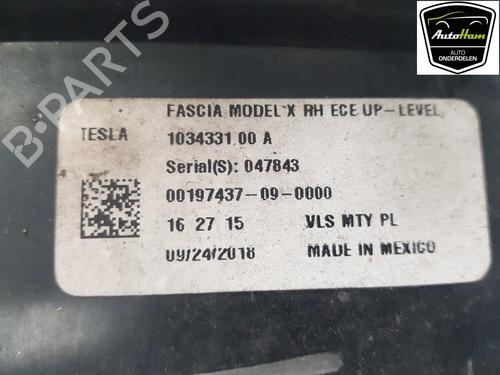 AutoHam
AUTO
ONDERDELEN
B-PARTS
FASCIA MODEL X RH ECE UP-LEVEL
TESLA
1034331 00 A
Serial(S): 047843
00197437-09-0000
16 27 15 VLS MTY PL
09/24/2018 MADE IN MEXICO